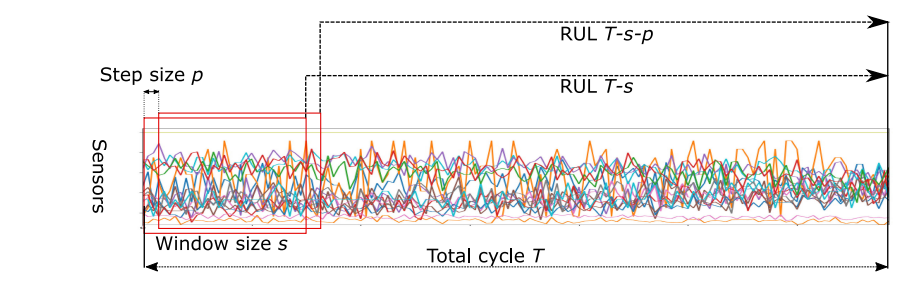 RUL T-s-p
Step size p
RUL T-s
Sensors
Window size s
Total cycle T